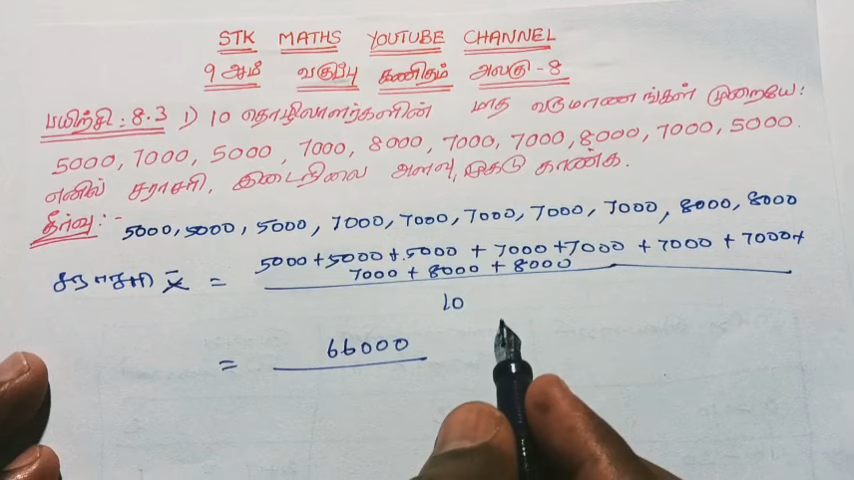 STK MATHS YOUTUBE CHANNEL
9 ஆம் வகுப்பு கணிதம் அலகு - 8
பயிற்சி : 8.3 1) 10 தொழிலாளர்களின் மாத வருமானங்கள் முறையே :
5000, 7000, 5000, 7000, 8000, 7000, 7000, 8000, 7000, 5000.
எனில் சராசரி, இடைநிலை அளவு, முகடு காண்க.
தீர்வு : - 5000, 5000, 5000, 7000, 7000, 7000, 7000, 7000, 8000, 8000
5000 + 5000 + 5000 + 7000 + 7000 + 7000 + 7000 +
7000 + 8000 + 8000
சராசரி x̄ =
10
= 66000